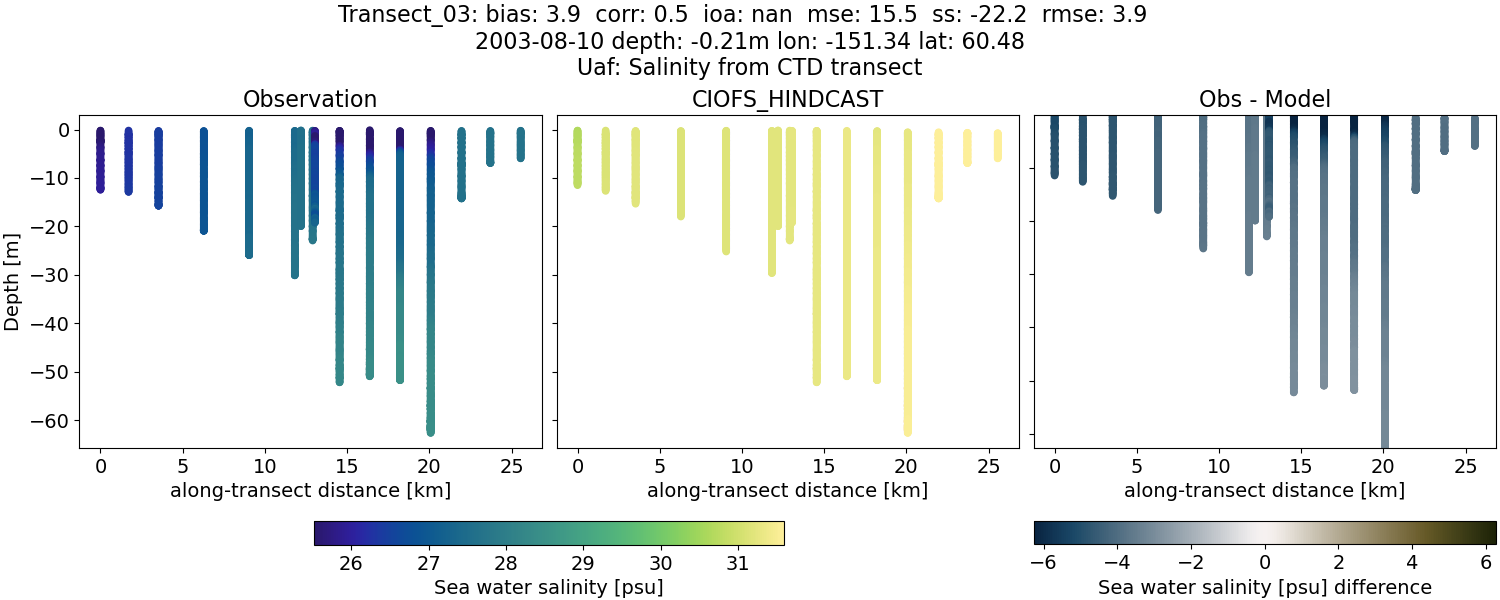 Transect_03: bias: 3.9  corr: 0.5  ioa: nan  mse: 15.5  ss: -22.2  rmse: 3.9
2003-08-10 depth: -0.21m lon: -151.34 lat: 60.48
Uaf: Salinity from CTD transect
Observation
CIOFS_HINDCAST
Obs - Model
Depth [m]
0
−10
−20
−30
−40
−50
−60
0 5 10 15 20 25
0 5 10 15 20 25
0 5 10 15 20 25
along-transect distance [km]
along-transect distance [km]
along-transect distance [km]
26 27 28 29 30 31
Sea water salinity [psu]
−6 −4 −2 0 2 4 6
Sea water salinity [psu] difference